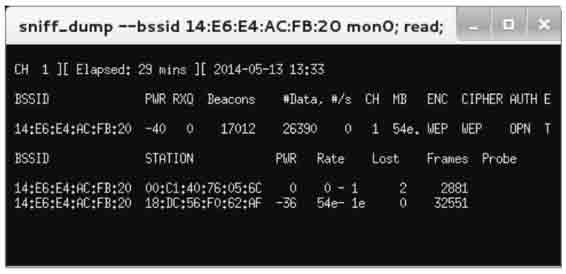 sniff_dump --bssid 14:E6:E4:AC:FB:20 mon0; read;
CH 1 ][ Elapsed: 29 mins ][ 2014-05-13 13:33
BSSID PWR RXQ Beacons #Data, #/s CH MB ENC CIPHER AUTH E
14:E6:E4:AC:FB:20 -40 0 17012 26390 0 1 54e. WEP WEP OPN T
BSSID STATION PWR Rate Lost Frames Probe
14:E6:E4:AC:FB:20 00:C1:40:76:05:6C 0 0 - 1 2 2881
14:E6:E4:AC:FB:20 18:DC:56:F0:62:AF -36 54e- 1e 0 32551